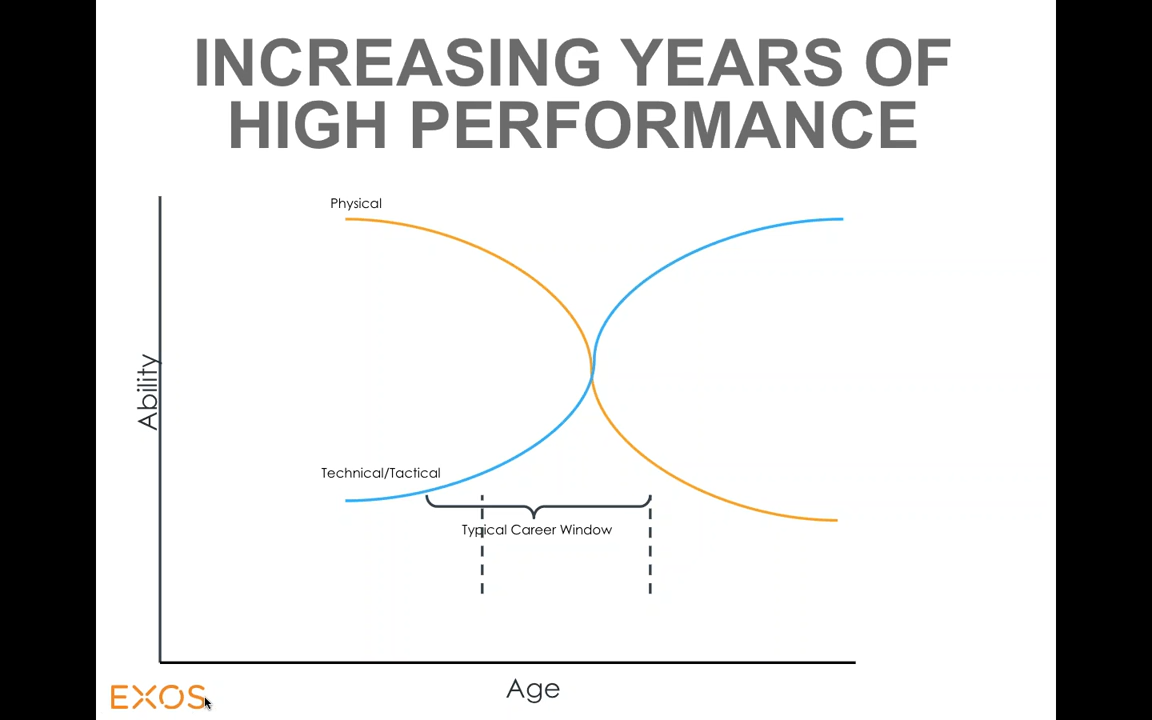 INCREASING YEARS OF
HIGH PERFORMANCE
Physical
Ability
Technical/Tactical
Typical Career Window
Age
EXOS